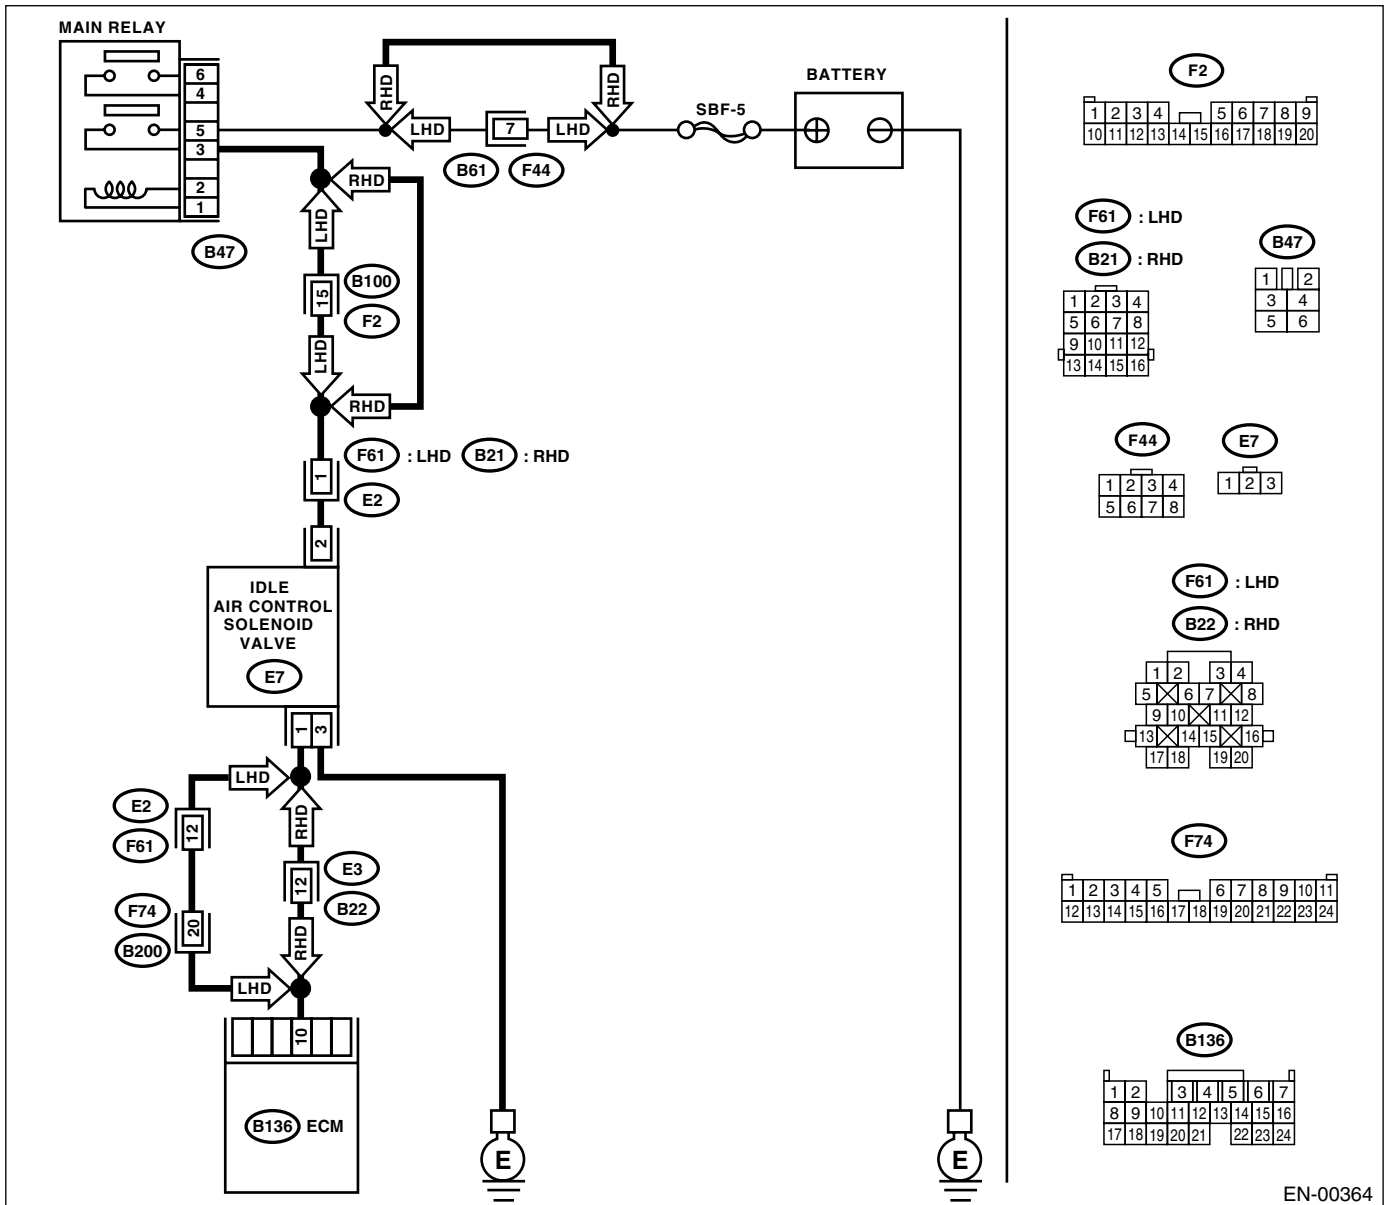 MAIN RELAY
6
4
5
3
2
1
B47
RHD
RHD
LHD
7
LHD
B61
F44
SBF-5
BATTERY
RHD
LHD
15
B100
F2
LHD
RHD
1
F61 : LHD B21 : RHD
E2
2
IDLE
AIR CONTROL
SOLENOID
VALVE
E7
1 3
LHD
E2
12
F61
RHD
E3
12
B22
F74
20
B200
RHD
LHD
10
B136 ECM
E
E
F2
1 2 3 4 5 6 7 8 9
10 11 12 13 14 15 16 17 18 19 20
F61 : LHD
B21 : RHD
1 2 3 4
5 6 7 8
9 10 11 12
13 14 15 16
B47
1 2
3 4
5 6
F44
1 2 3 4
5 6 7 8
E7
1 2 3
F61 : LHD
B22 : RHD
1 2 3 4
5 6 7 8
9 10 11 12
13 14 15 16
17 18 19 20
F74
1 2 3 4 5 6 7 8 9 10 11
12 13 14 15 16 17 18 19 20 21 22 23 24
B136
1 2 3 4 5 6 7
8 9 10 11 12 13 14 15 16
17 18 19 20 21 22 23 24
EN-00364